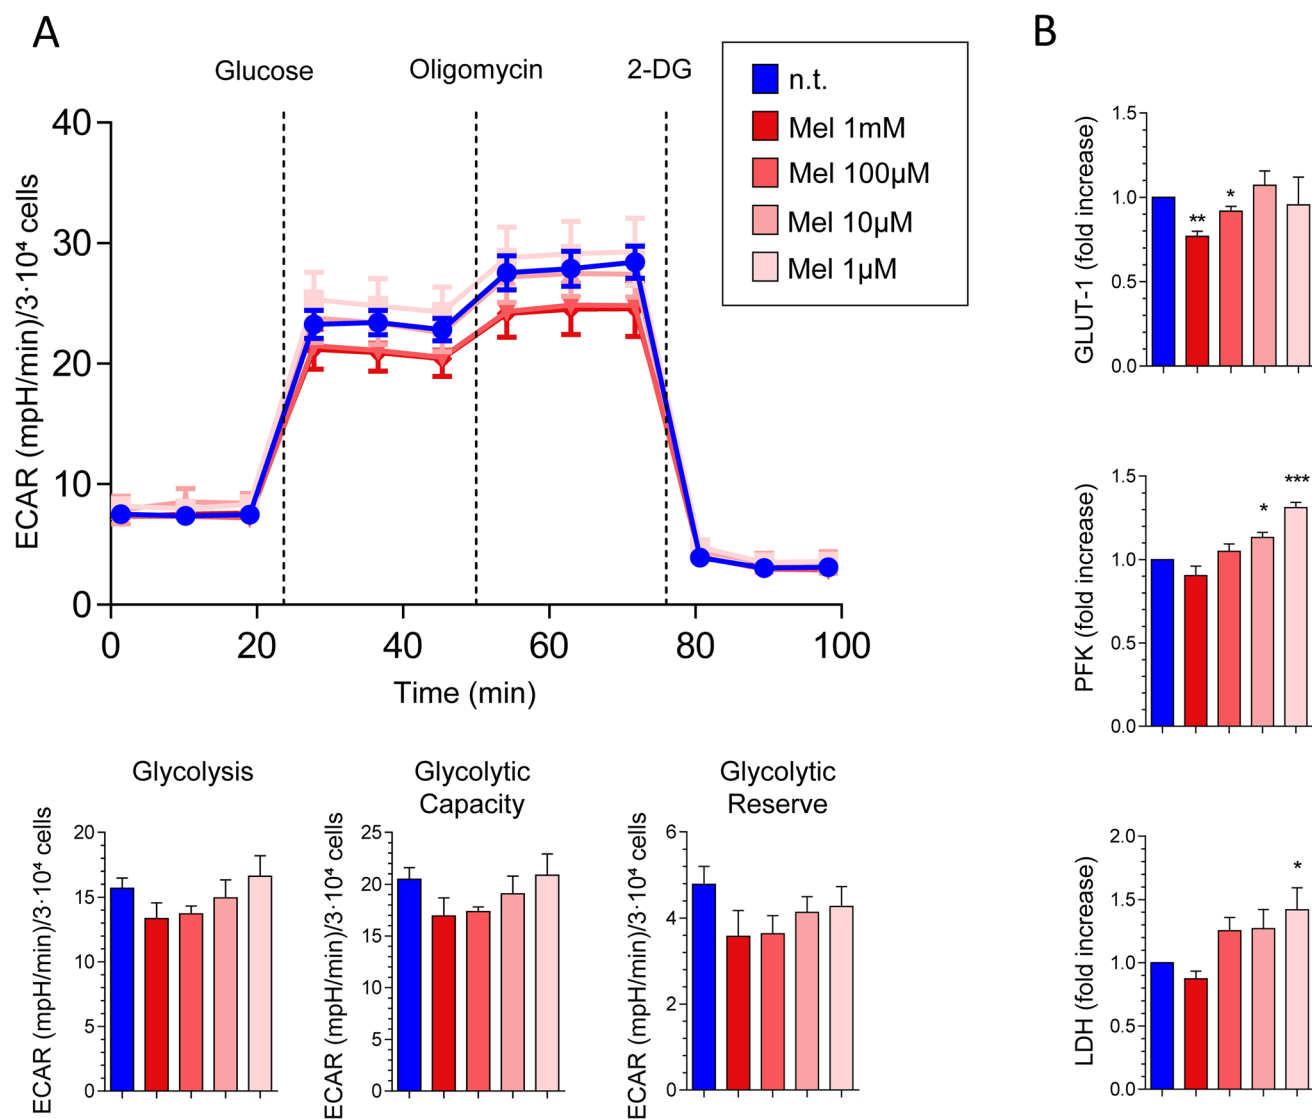 A
Glucose
Oligomycin
2-DG
n.t.
Mel 1mM
Mel 100µM
Mel 10µM
Mel 1µM
ECAR (mpH/min)/3·10⁴ cells
40
30
20
10
0
0 20 40 60 80 100
Time (min)
Glycolysis
ECAR (mpH/min)/3·10⁴ cells
20
15
10
5
0
Glycolytic
Capacity
ECAR (mpH/min)/3·10⁴ cells
25
20
15
10
5
0
Glycolytic
Reserve
ECAR (mpH/min)/3·10⁴ cells
6
4
2
0
B
GLUT-1 (fold increase)
1.5
1.0
0.5
0.0
**
*
PFK (fold increase)
1.5
1.0
0.5
0.0
*
***
LDH (fold increase)
2.0
1.5
1.0
0.5
0.0
*